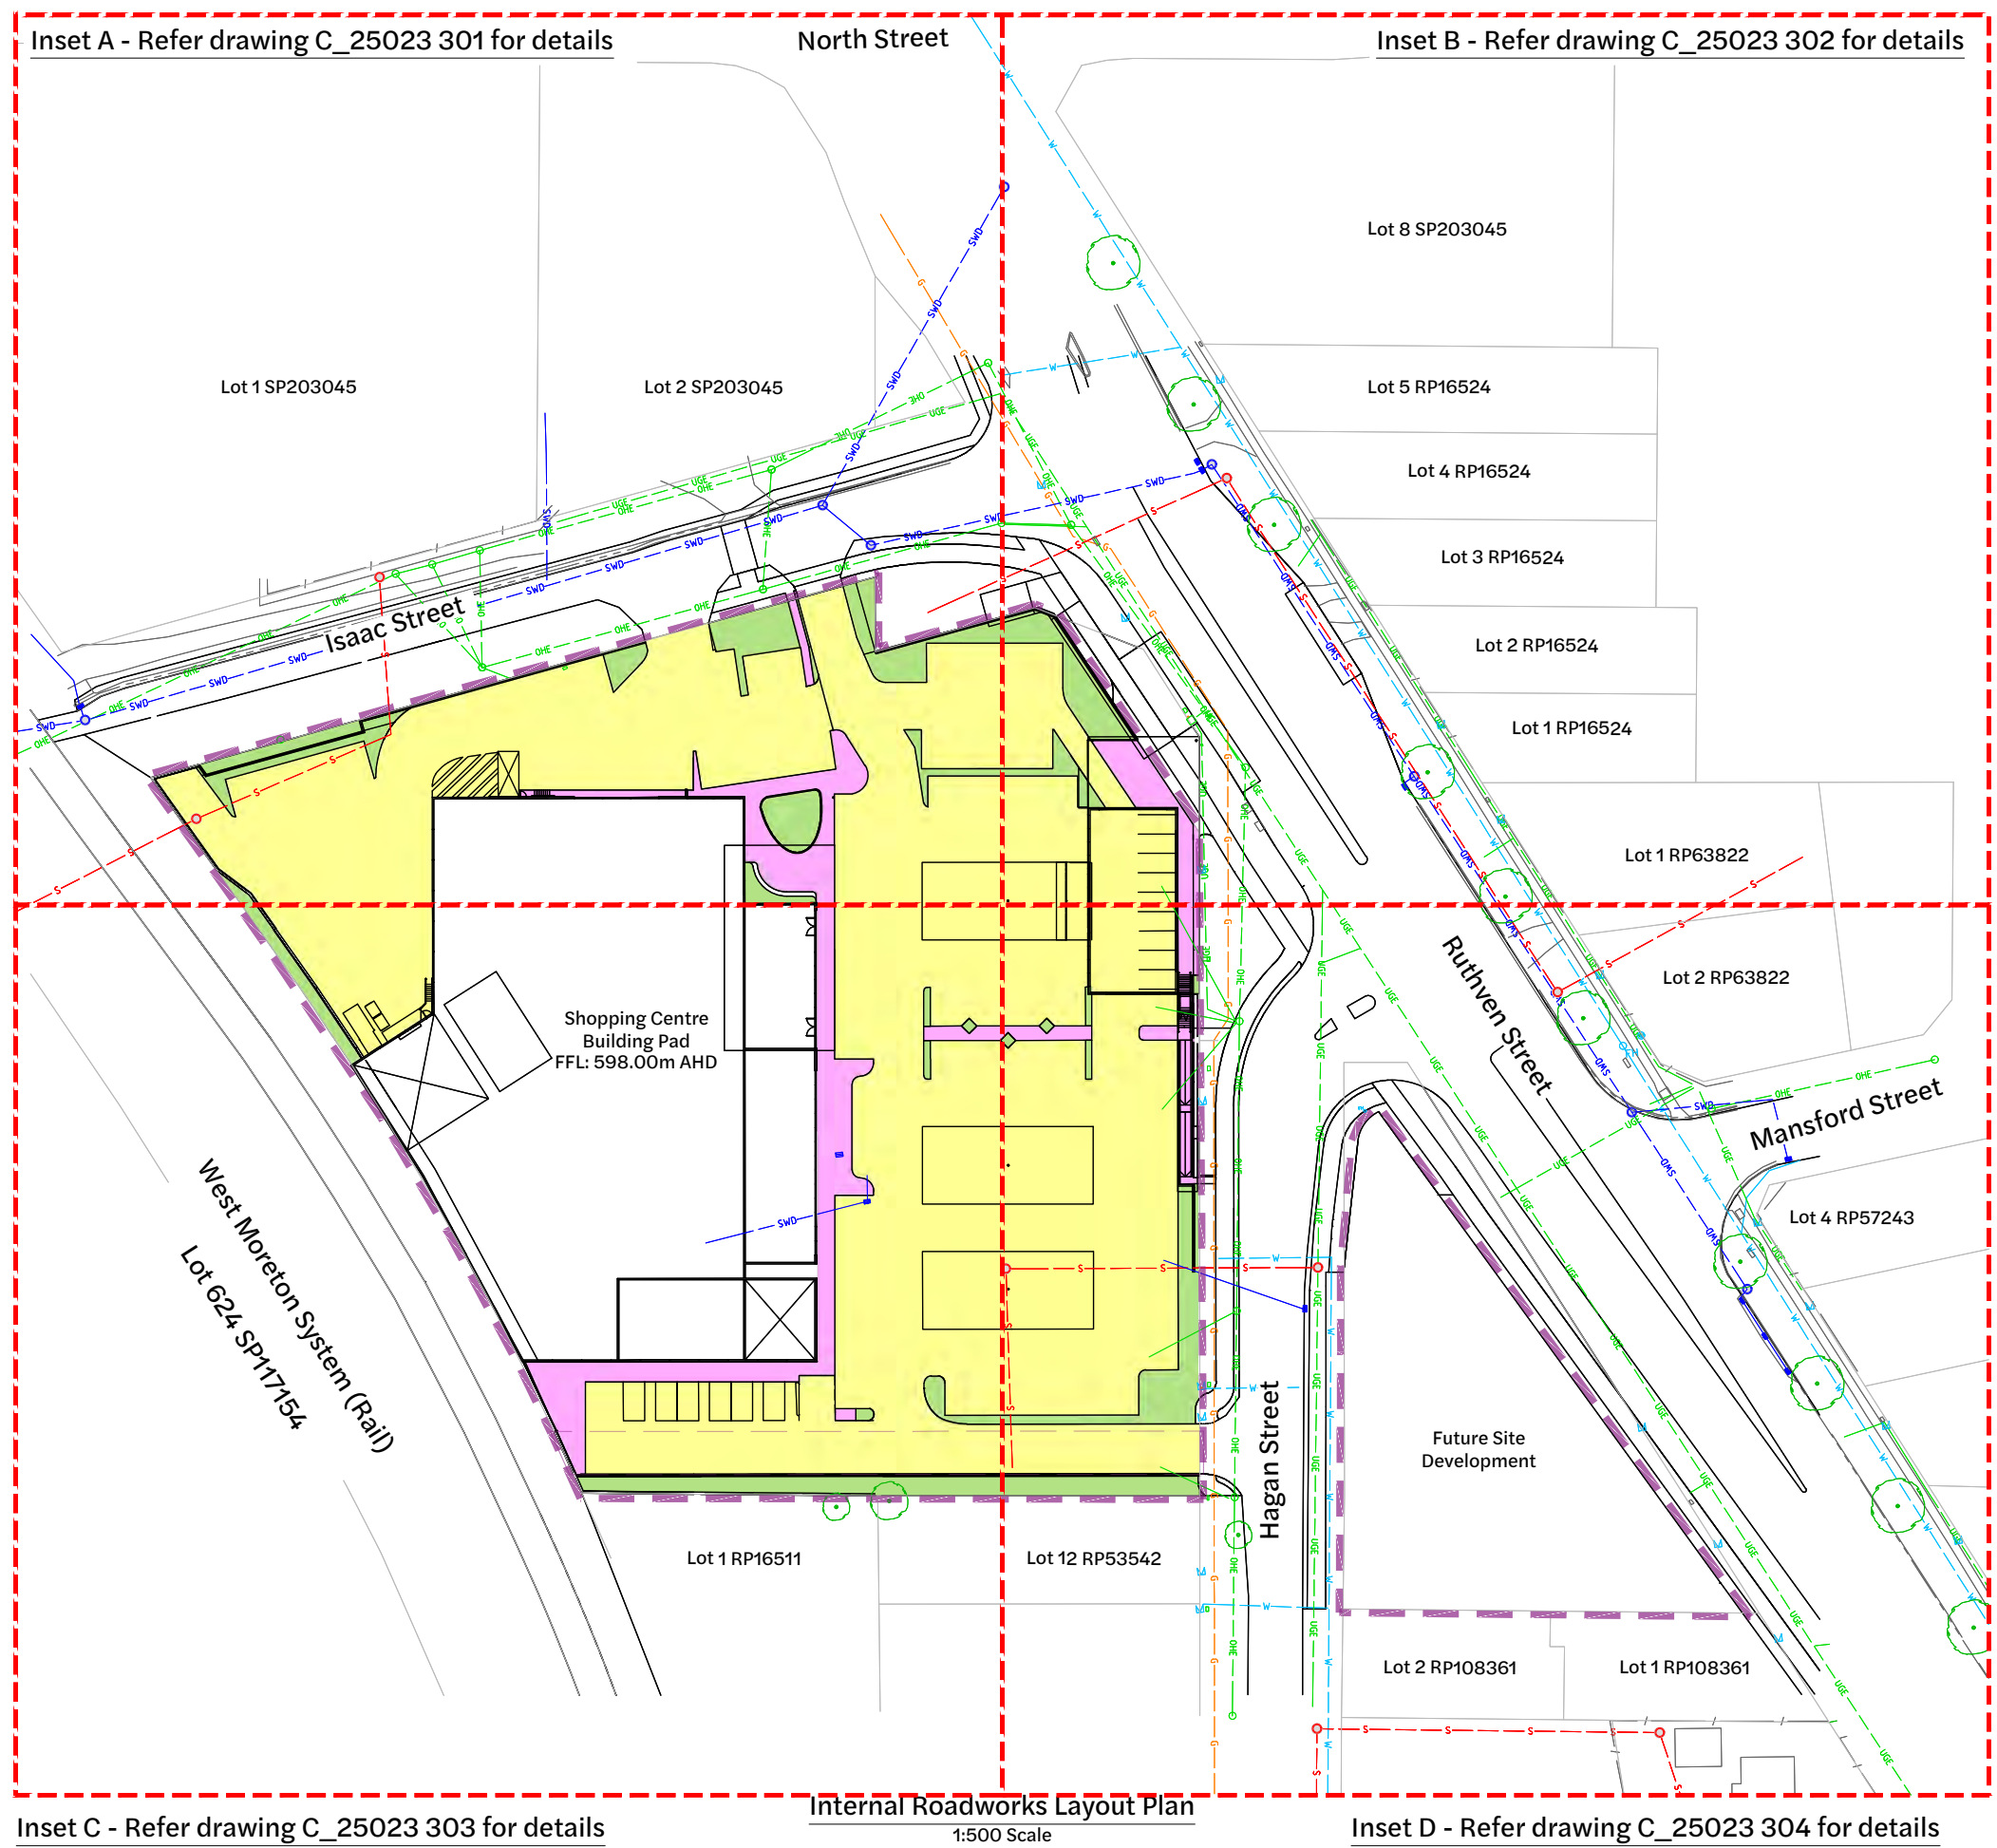 Inset A - Refer drawing C_25023 301 for details
North Street
Inset B - Refer drawing C_25023 302 for details
Lot 8 SP203045
Lot 1 SP203045
Lot 2 SP203045
Lot 5 RP16524
Lot 4 RP16524
Lot 3 RP16524
Isaac Street
Lot 2 RP16524
Lot 1 RP16524
Lot 1 RP63822
Lot 2 RP63822
Ruthven Street
Shopping Centre
Building Pad
FFL: 598.00m AHD
Mansford Street
Lot 4 RP57243
West Moreton System (Rail)
Lot 624 SP117154
Hagan Street
Future Site
Development
Lot 1 RP16511
Lot 12 RP53542
Lot 2 RP108361
Lot 1 RP108361
Internal Roadworks Layout Plan
1:500 Scale
Inset C - Refer drawing C_25023 303 for details
Inset D - Refer drawing C_25023 304 for details